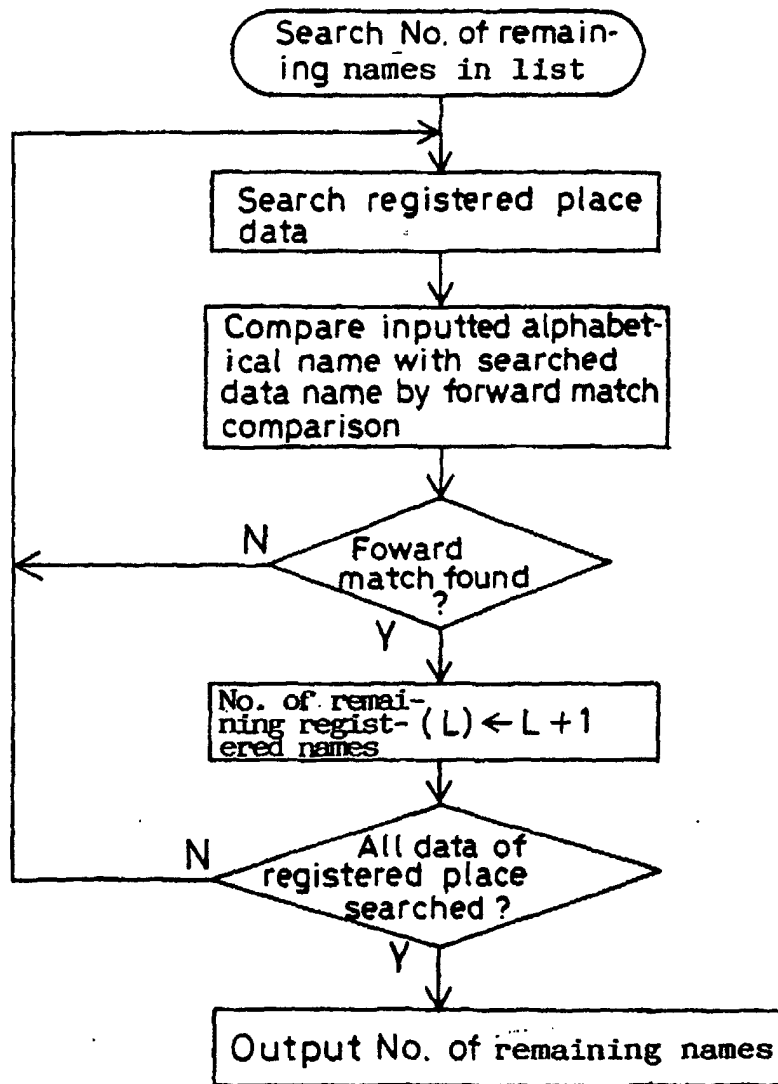 Search No. of remain-
ing names in list
Search registered place
data
Compare inputted alphabet-
ical name with searched
data name by forward match
comparison
N
Foward
match found
?
Y
No. of remai-
ning regist- (L) ← L + 1
ered names
N
All data of
registered place
searched ?
Y
Output No. of remaining names